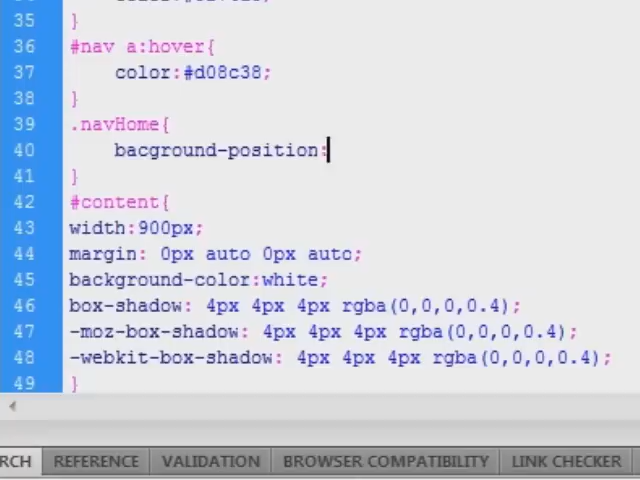 35 }
36 #nav a:hover{
37 color:#d08c38;
38 }
39 .navHome{
40 bacground-position:
41 }
42 #content{
43 width:900px;
44 margin: 0px auto 0px auto;
45 background-color:white;
46 box-shadow: 4px 4px 4px rgba(0,0,0,0.4);
47 -moz-box-shadow: 4px 4px 4px rgba(0,0,0,0.4);
48 -webkit-box-shadow: 4px 4px 4px rgba(0,0,0,0.4);
49 }
RCH REFERENCE VALIDATION BROWSER COMPATIBILITY LINK CHECKER